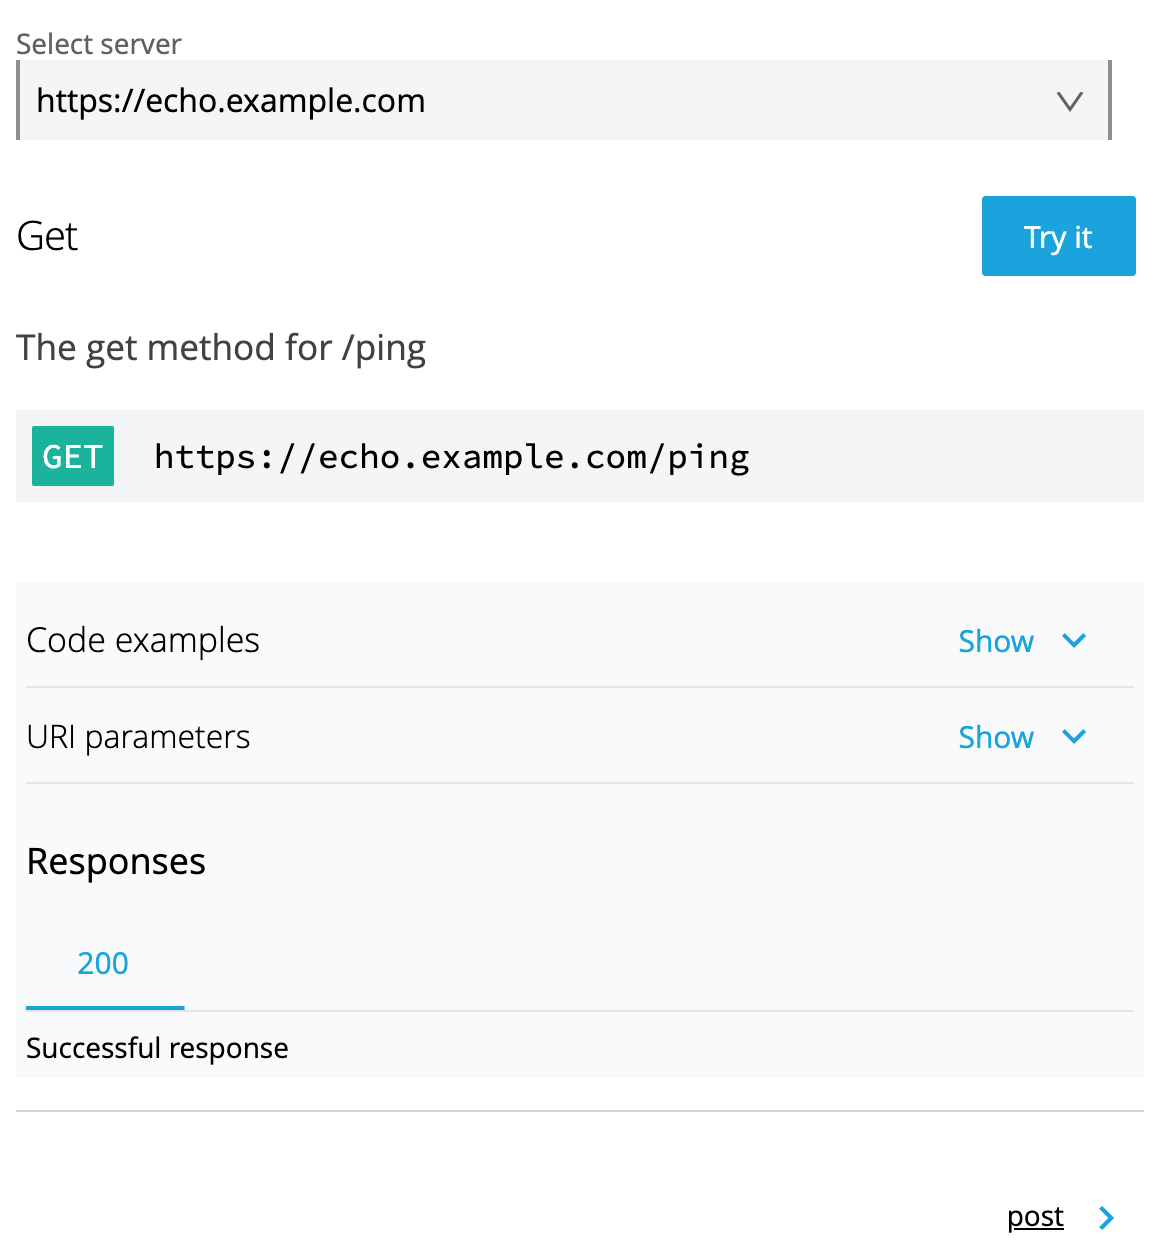 Select server
https://echo.example.com
Get
Try it
The get method for /ping
GET https://echo.example.com/ping
Code examples Show
URI parameters Show
Responses
200
Successful response
post